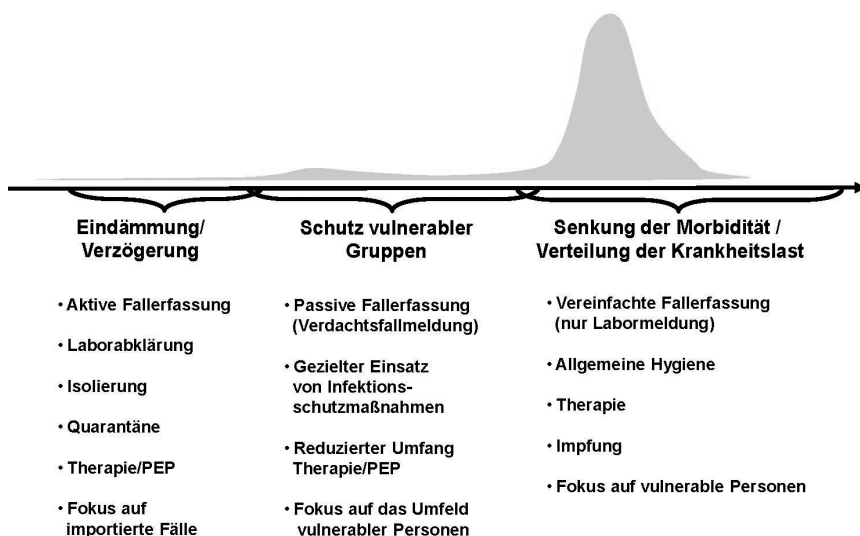 Eindämmung/
Verzögerung
• Aktive Fallerfassung
• Laborabklärung
• Isolierung
• Quarantäne
• Therapie/PEP
• Fokus auf
importierte Fälle
Schutz vulnerabler
Gruppen
• Passive Fallerfassung
(Verdachtsfallmeldung)
• Gezielter Einsatz
von Infektions-
schutzmaßnahmen
• Reduzierter Umfang
Therapie/PEP
• Fokus auf das Umfeld
vulnerabler Personen
Senkung der Morbidität /
Verteilung der Krankheitslast
• Vereinfachte Fallerfassung
(nur Labormeldung)
• Allgemeine Hygiene
• Therapie
• Impfung
• Fokus auf vulnerable Personen